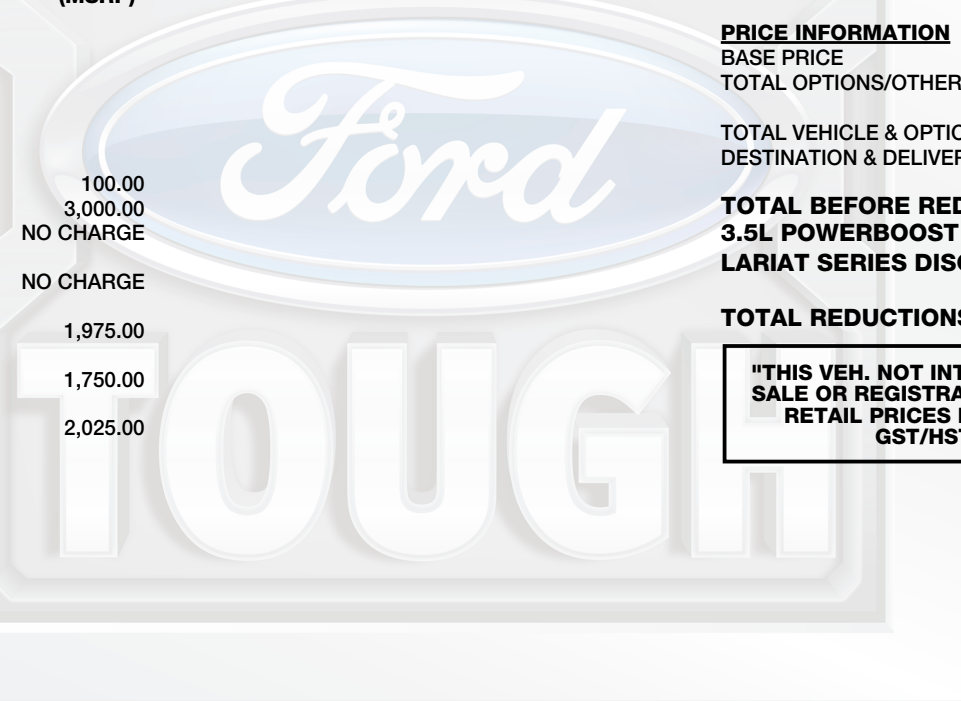 (MSRP)
100.00
3,000.00
NO CHARGE
NO CHARGE
1,975.00
1,750.00
2,025.00
PRICE INFORMATION
BASE PRICE
TOTAL OPTIONS/OTHER
TOTAL VEHICLE & OPTIO
DESTINATION & DELIVER
TOTAL BEFORE RED
3.5L POWERBOOST
LARIAT SERIES DISC
TOTAL REDUCTIONS
"THIS VEH. NOT INT
SALE OR REGISTRA
RETAIL PRICES
GST/HST
Ford
TOUGH